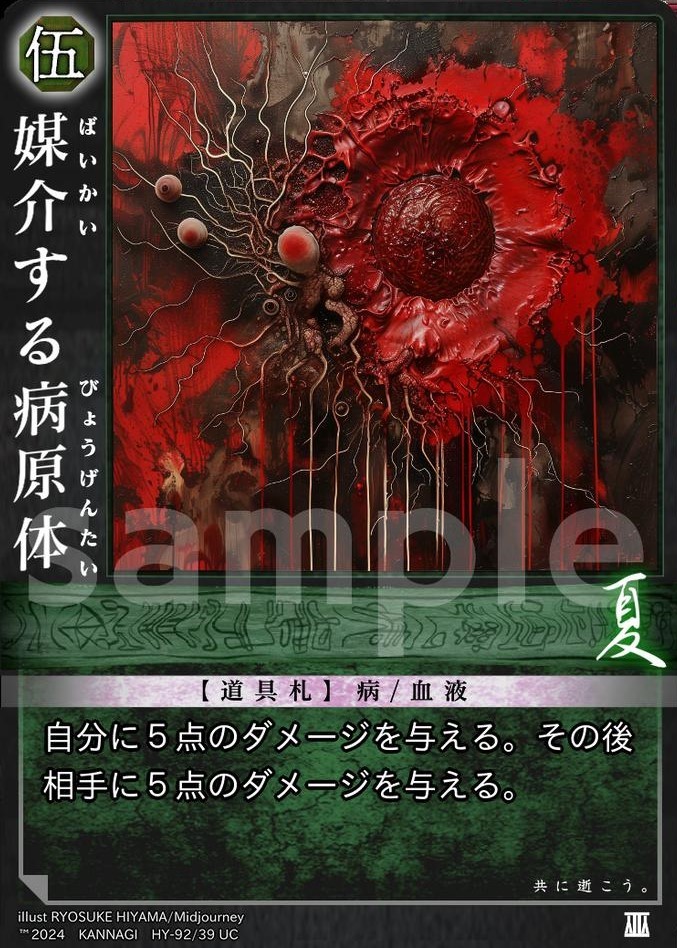 伍
媒介する病原体
ばいかい
びょうげんたい
sample
夏
【道具札】 病/血液
自分に５点のダメージを与える。その後
相手に５点のダメージを与える。
共に逝こう。
illust RYOSUKE HIYAMA/Midjourney
™2024 KANNAGI HY-92/39 UC